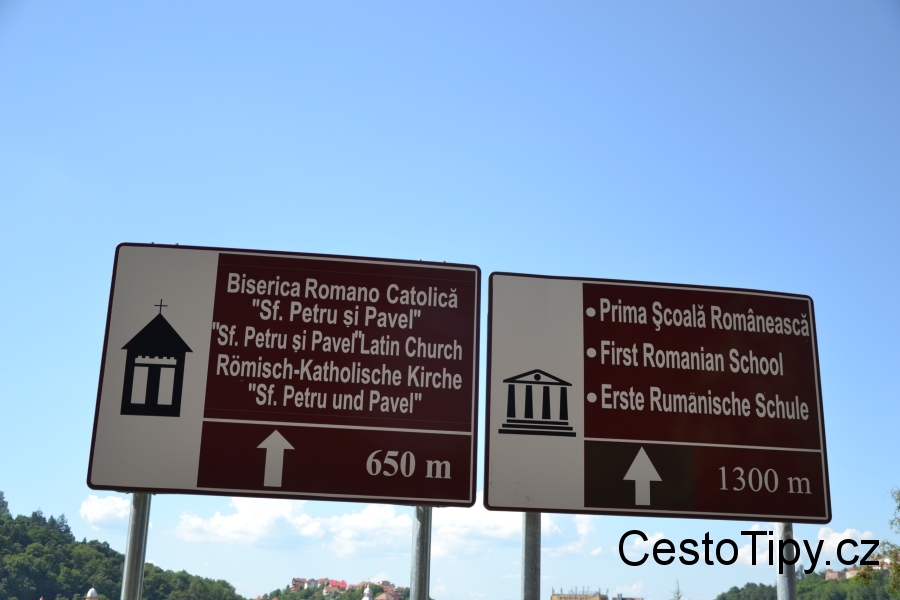 Biserica Romano Catolică
"Sf. Petru și Pavel"
"Sf. Petru și Pavel"Latin Church
Römisch-Katholische Kirche
"Sf. Petru und Pavel"
650 m
• Prima Şcoală Românească
• First Romanian School
• Erste Rumänische Schule
1300 m
CestoTipy.cz